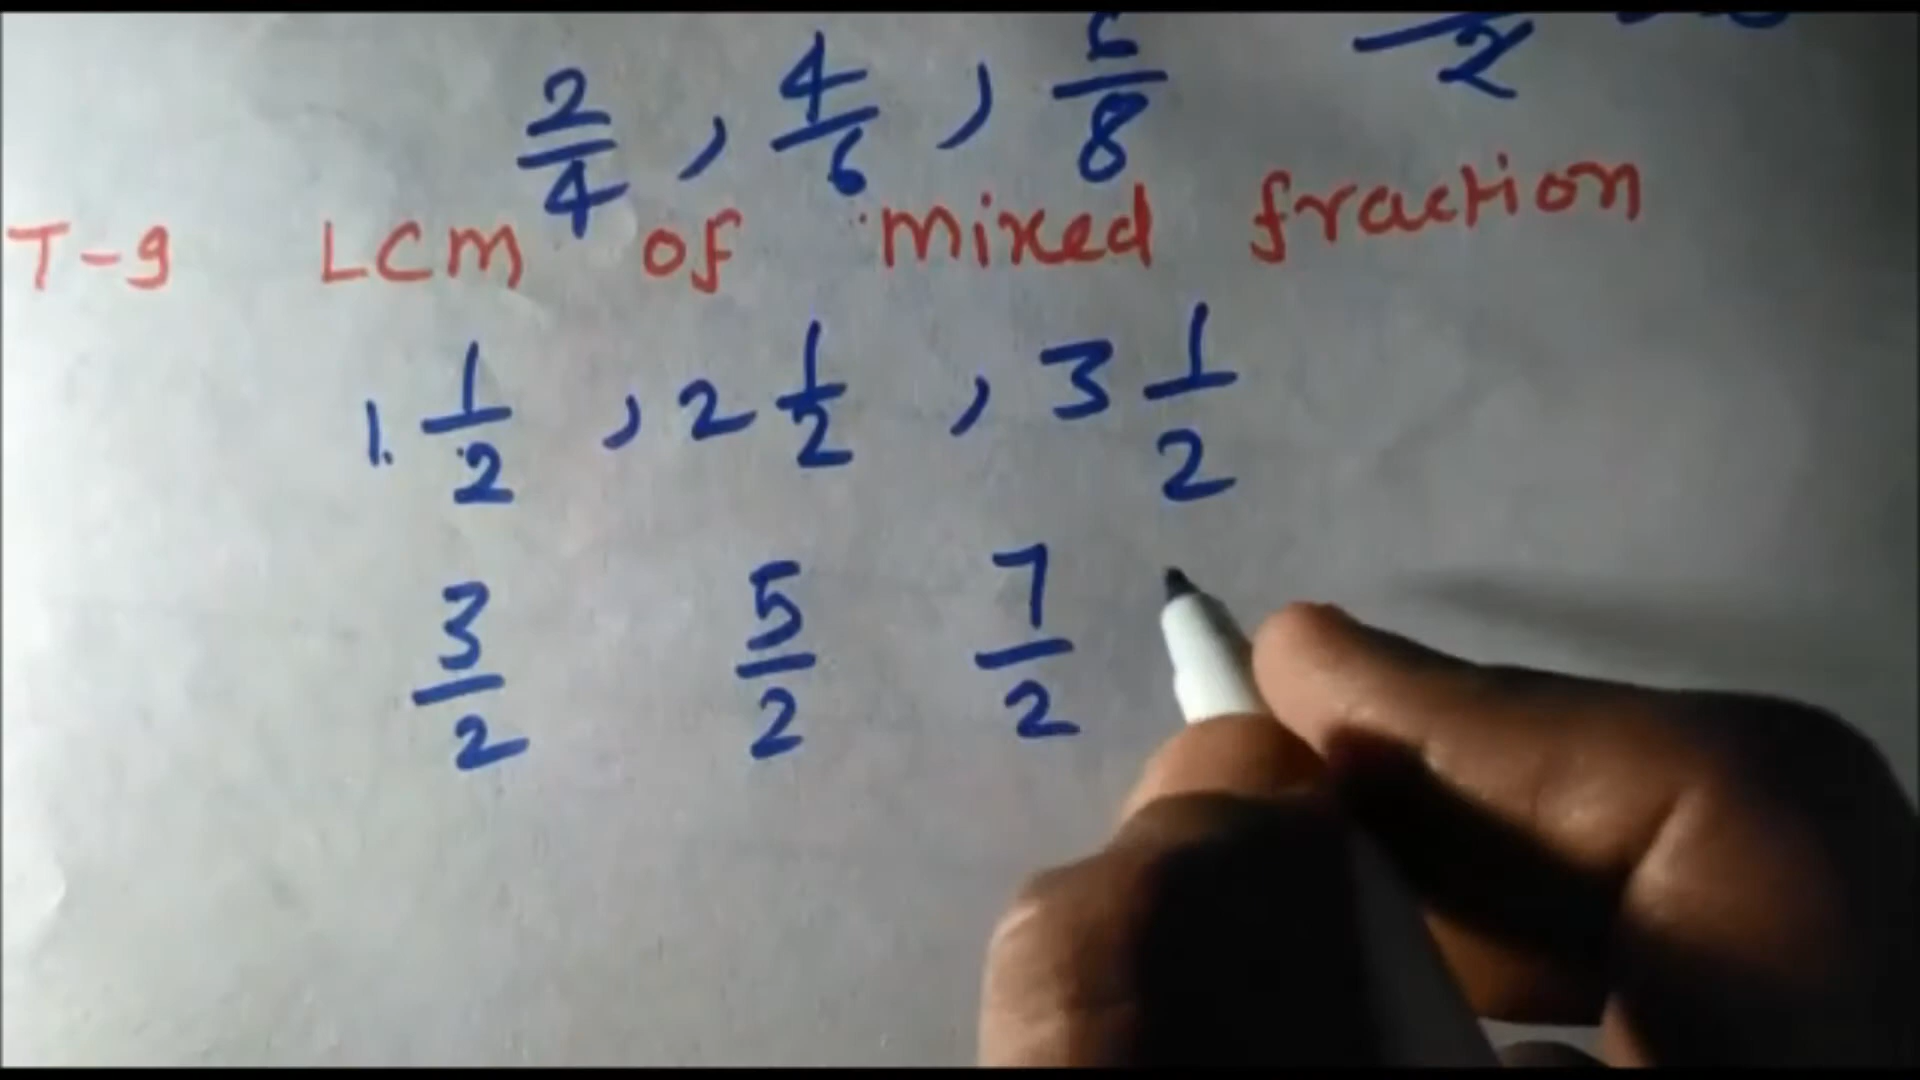 2/4 , 4/6 , 6/8 /2
T-9 LCM of mixed fraction
1. 1/2 , 2 1/2 , 3 1/2
3/2 5/2 7/2